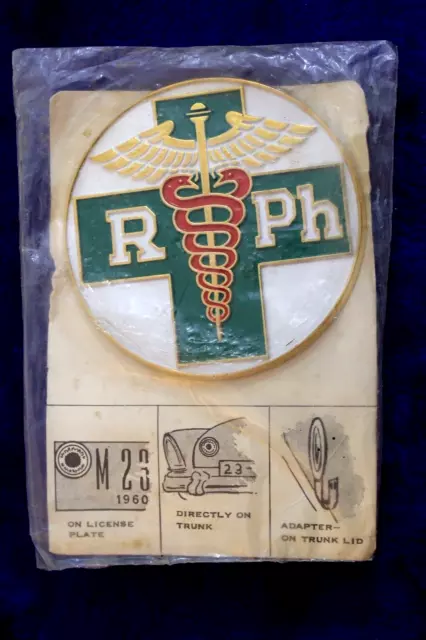 R Ph
M 23
1960
23
ON LICENSE
PLATE
DIRECTLY ON
TRUNK
ADAPTER—
ON TRUNK LID